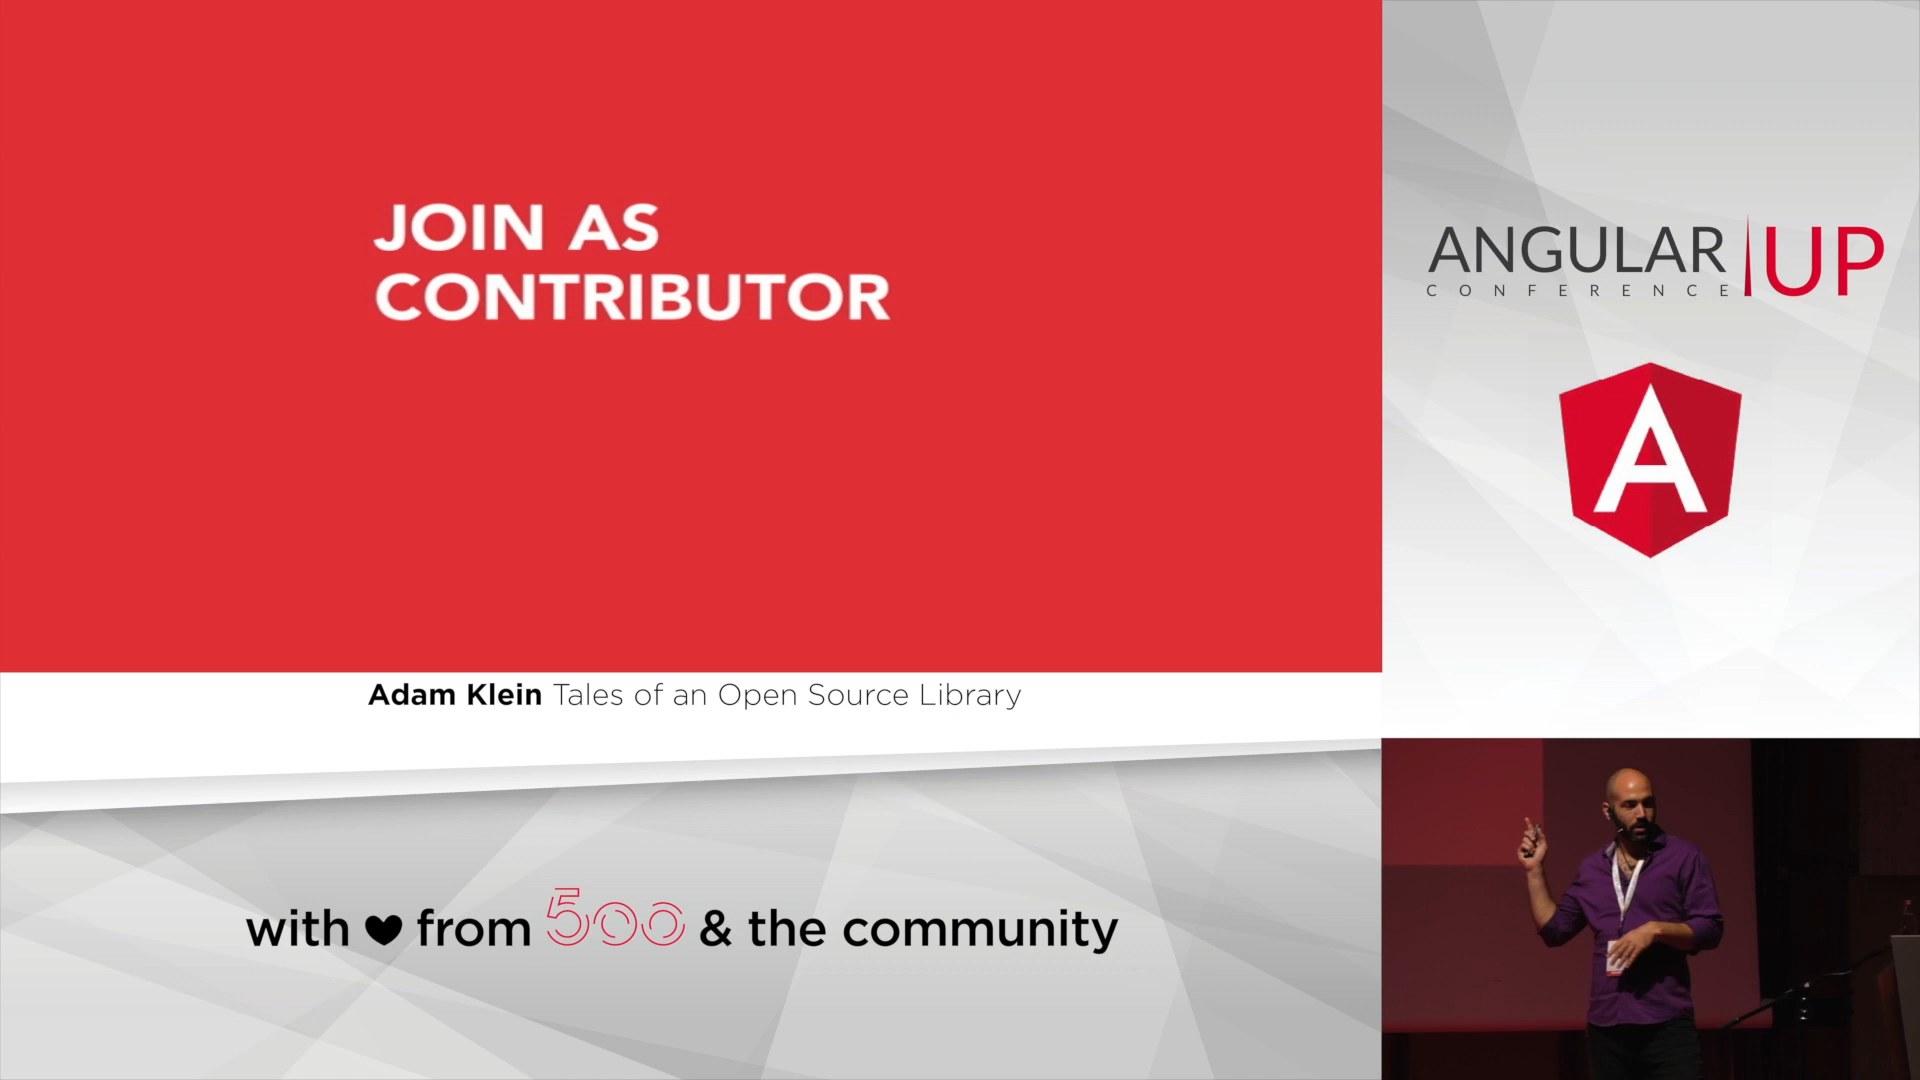 JOIN AS
CONTRIBUTOR
Adam Klein Tales of an Open Source Library
with ♥ from 500 & the community
ANGULAR UP
CONFERENCE
A